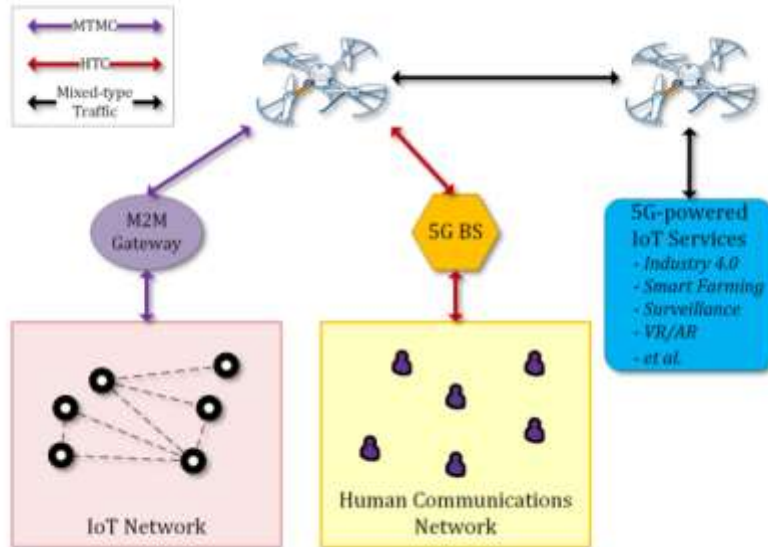 MTMC
HTC
Mixed-type
Traffic
M2M
Gateway
5G BS
5G-powered
IoT Services
- Industry 4.0
- Smart Farming
- Surveillance
- VR/AR
- et al.
IoT Network
Human Communications
Network